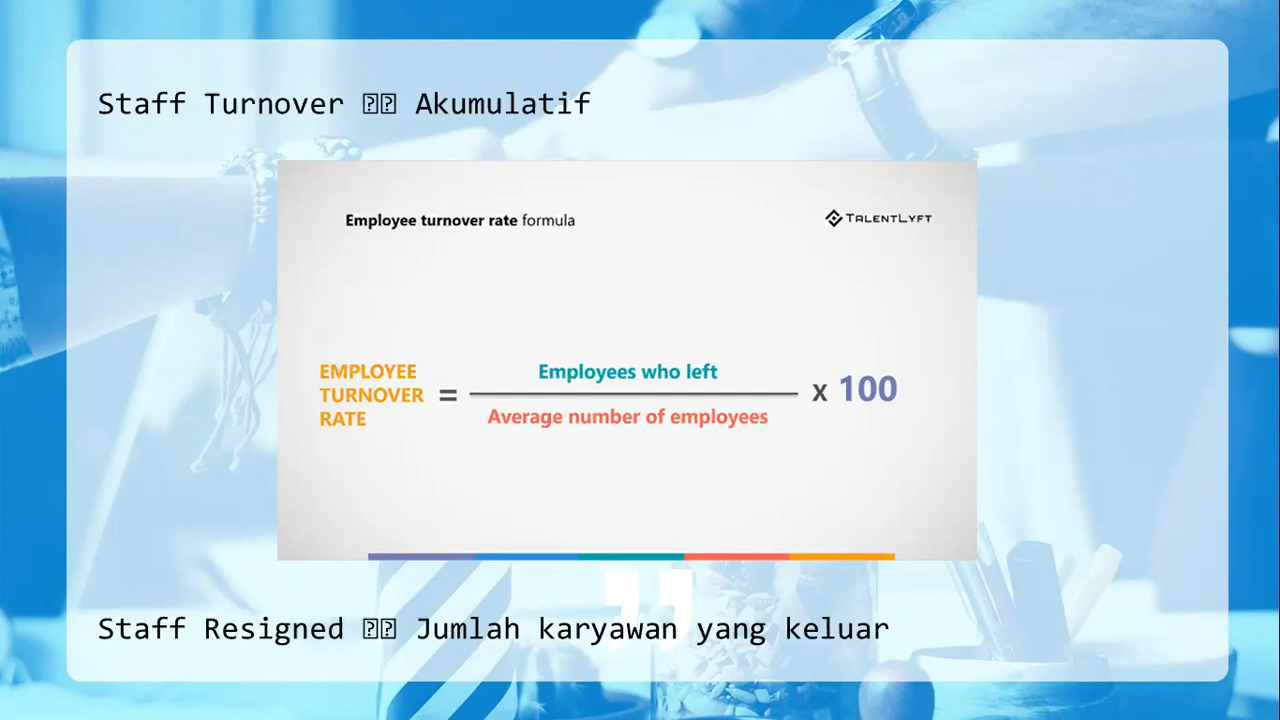 Staff Turnover Akumulatif
Employee turnover rate formula
TALENTLYFT
EMPLOYEE
TURNOVER
RATE
=
Employees who left
Average number of employees
x 100
Staff Resigned Jumlah karyawan yang keluar